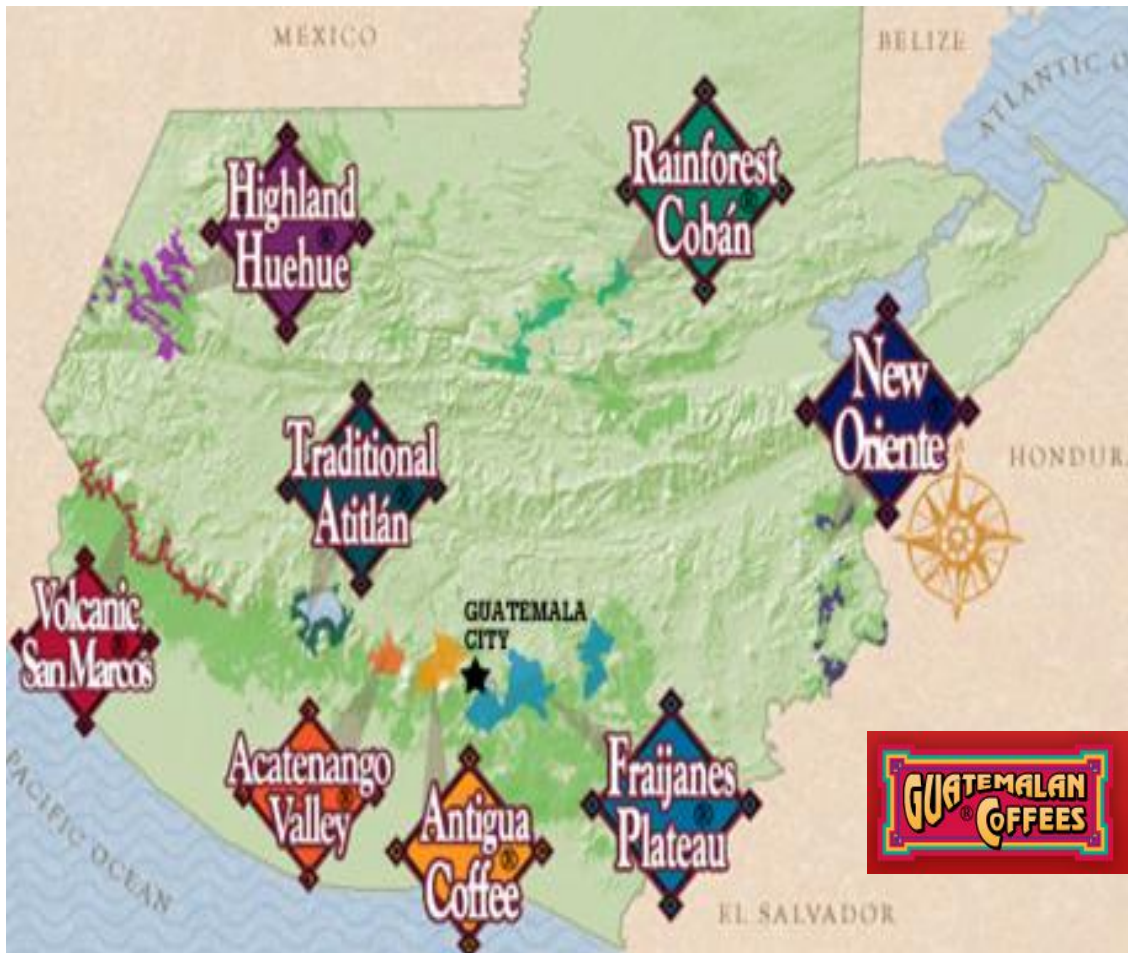 MEXICO
BELIZE
ATLANTIC O
Highland
Huehue
®
Rainforest
Cobán
®
New
Oriente
®
HONDURA
Traditional
Atitlán
®
Volcanic
San Marcos
®
GUATEMALA
CITY
Acatenango
Valley
®
Antigua
Coffee
®
Fraijanes
Plateau
®
GUATEMALAN
® COFFEES
PACIFIC OCEAN
EL SALVADOR